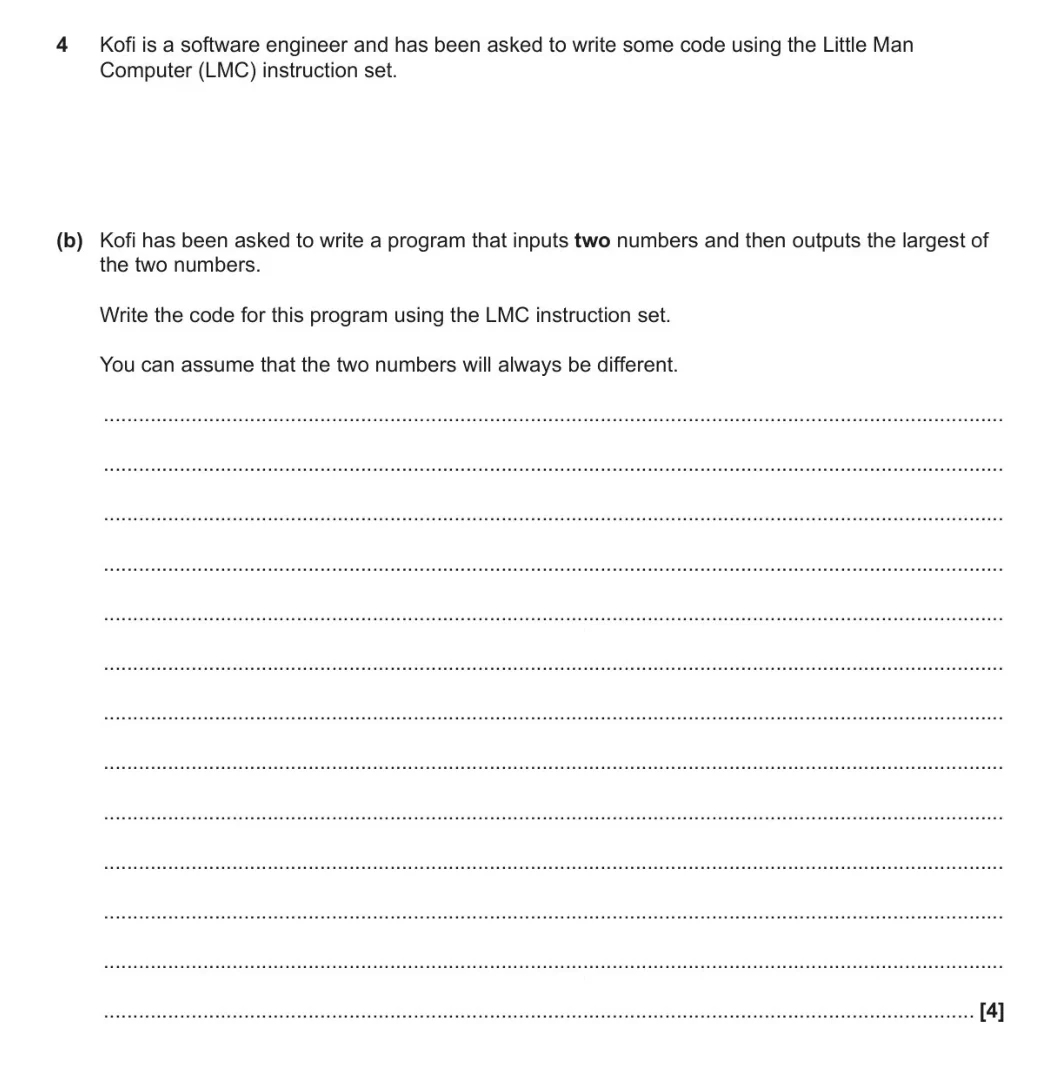 4 Kofi is a software engineer and has been asked to write some code using the Little Man
Computer (LMC) instruction set.
(b) Kofi has been asked to write a program that inputs two numbers and then outputs the largest of
the two numbers.
Write the code for this program using the LMC instruction set.
You can assume that the two numbers will always be different.
[4]